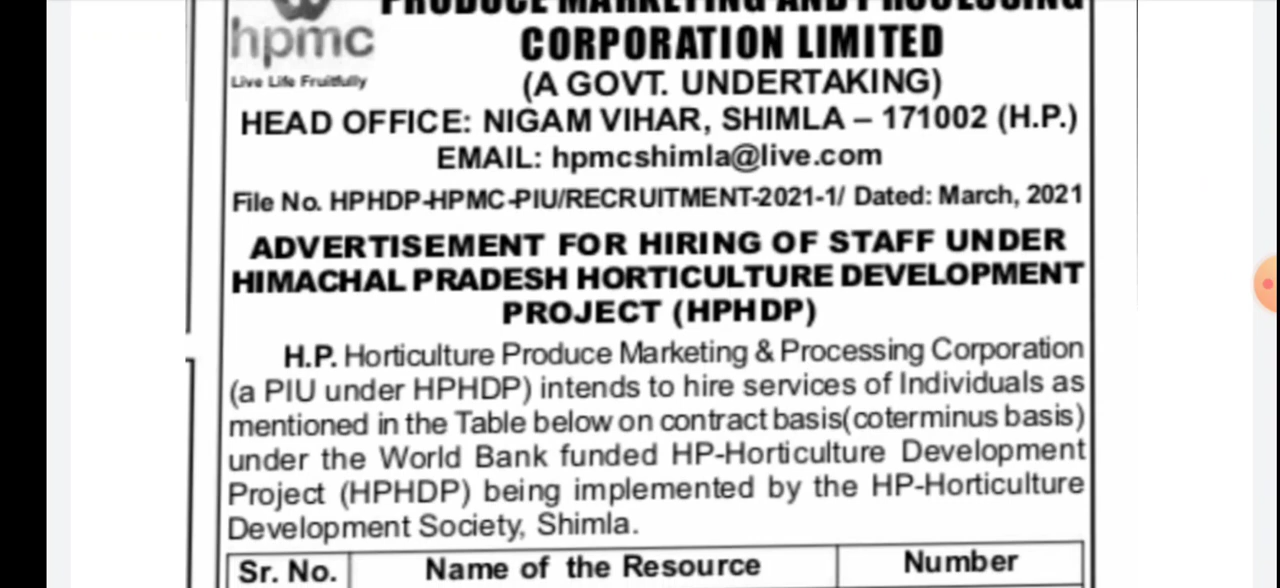 PRODUCE MARKETING AND PROCESSING
hpmc
CORPORATION LIMITED
Live Life Fruitfully
(A GOVT. UNDERTAKING)
HEAD OFFICE: NIGAM VIHAR, SHIMLA – 171002 (H.P.)
EMAIL: hpmcshimla@live.com
File No. HPHDP-HPMC-PIU/RECRUITMENT-2021-1/ Dated: March, 2021
ADVERTISEMENT FOR HIRING OF STAFF UNDER
HIMACHAL PRADESH HORTICULTURE DEVELOPMENT
PROJECT (HPHDP)
H.P. Horticulture Produce Marketing & Processing Corporation
(a PIU under HPHDP) intends to hire services of Individuals as
mentioned in the Table below on contract basis(coterminus basis)
under the World Bank funded HP-Horticulture Development
Project (HPHDP) being implemented by the HP-Horticulture
Development Society, Shimla.
Sr. No. Name of the Resource Number